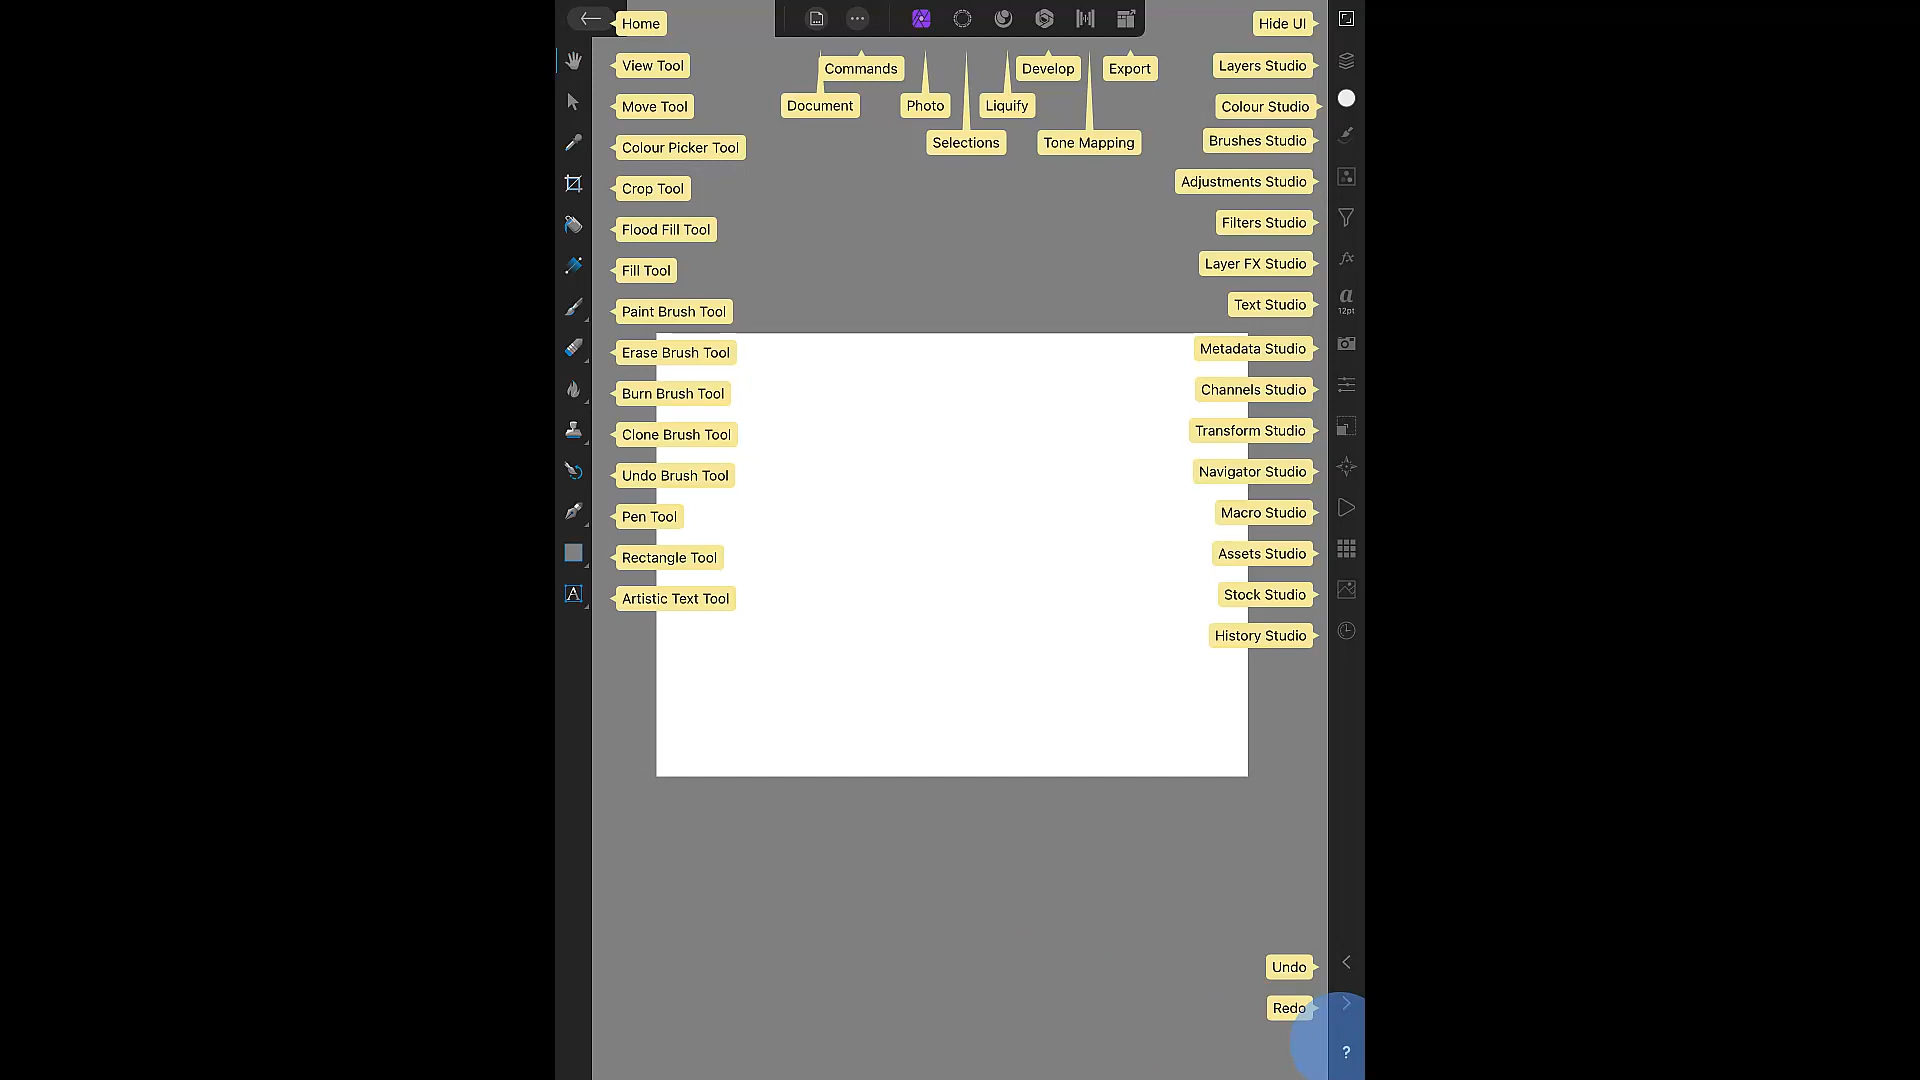 Home
Hide UI
View Tool
Commands
Develop
Export
Layers Studio
Move Tool
Document
Photo
Liquify
Colour Studio
Colour Picker Tool
Selections
Tone Mapping
Brushes Studio
Crop Tool
Adjustments Studio
Flood Fill Tool
Filters Studio
Fill Tool
Layer FX Studio
fx
Paint Brush Tool
Text Studio
a
12pt
Erase Brush Tool
Metadata Studio
Burn Brush Tool
Channels Studio
Clone Brush Tool
Transform Studio
Undo Brush Tool
Navigator Studio
Pen Tool
Macro Studio
Rectangle Tool
Assets Studio
A
Artistic Text Tool
Stock Studio
History Studio
Undo
Redo
?